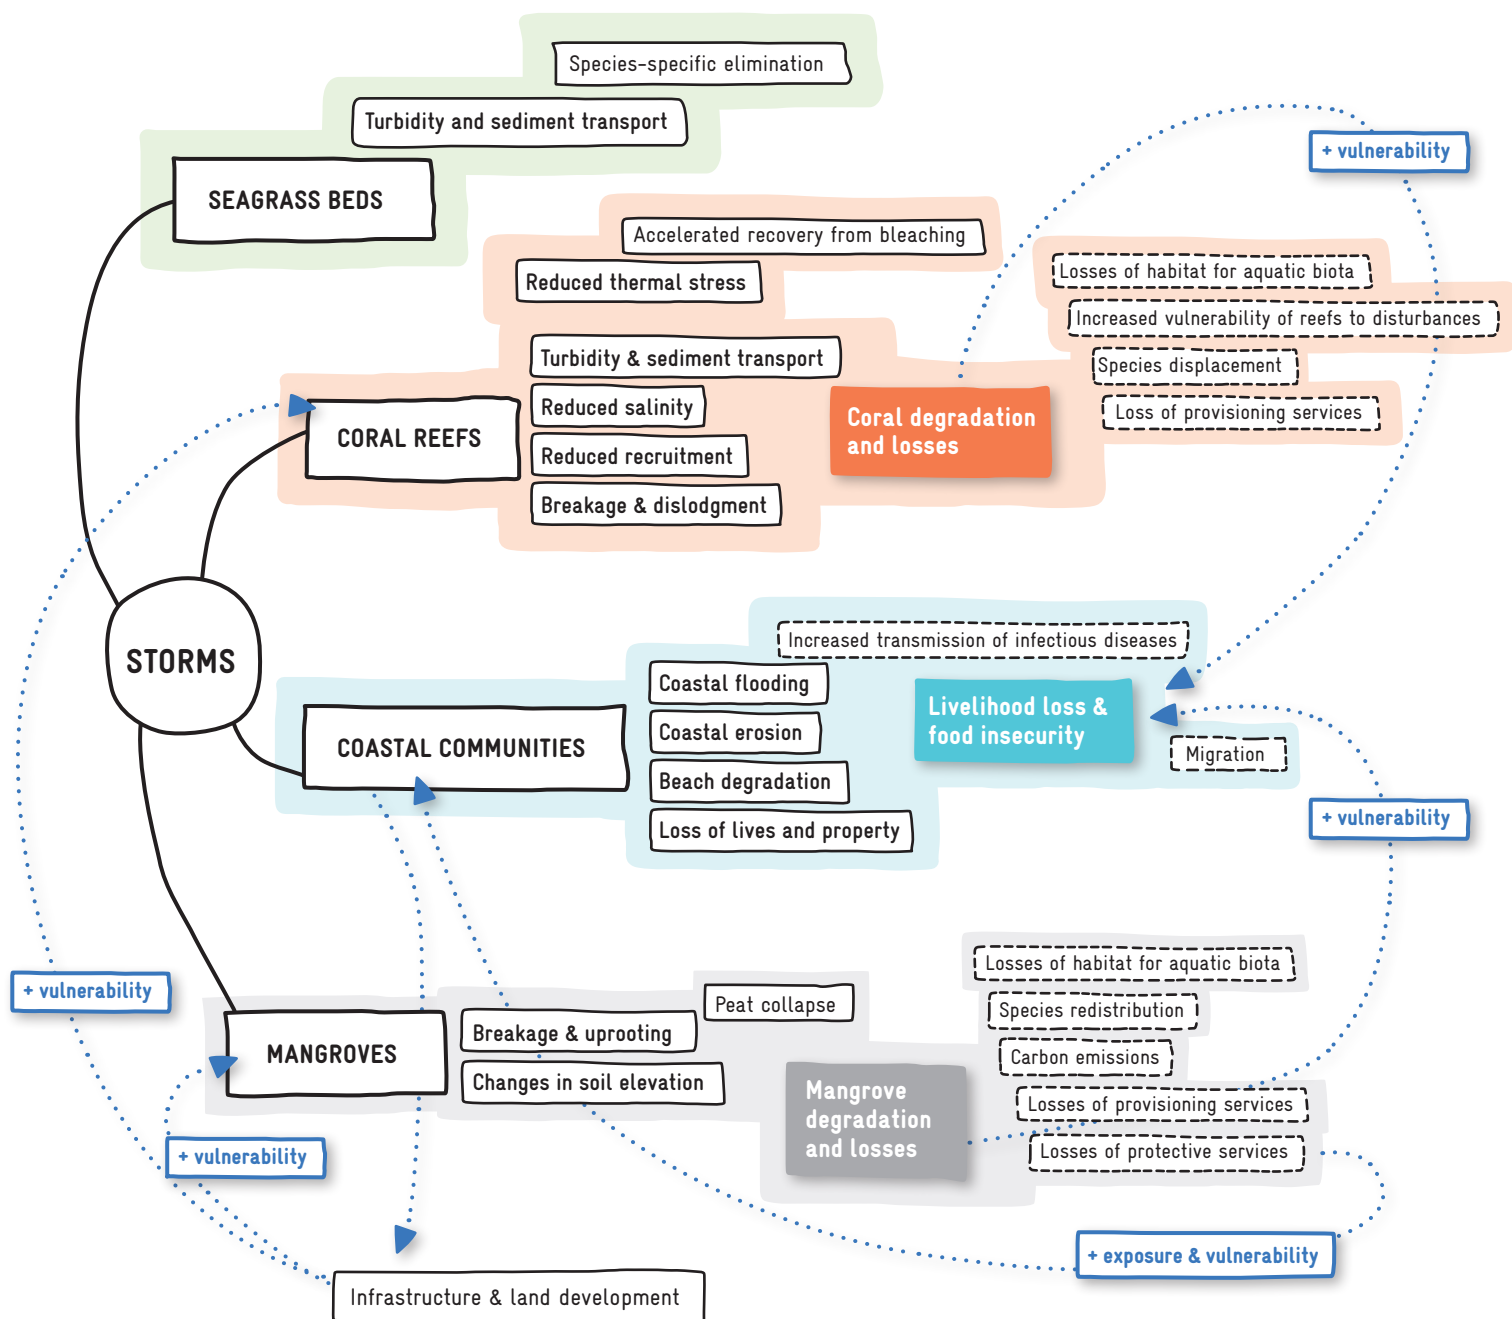 Species-specific elimination
Turbidity and sediment transport
SEAGRASS BEDS
+ vulnerability
Accelerated recovery from bleaching
Reduced thermal stress
Losses of habitat for aquatic biota
Increased vulnerability of reefs to disturbances
Species displacement
Loss of provisioning services
Turbidity & sediment transport
Reduced salinity
CORAL REEFS
Reduced recruitment
Breakage & dislodgment
Coral degradation
and losses
STORMS
Increased transmission of infectious diseases
Coastal flooding
Coastal erosion
COASTAL COMMUNITIES
Beach degradation
Loss of lives and property
Livelihood loss &
food insecurity
Migration
+ vulnerability
+ vulnerability
Losses of habitat for aquatic biota
Peat collapse
Species redistribution
Breakage & uprooting
MANGROVES
Carbon emissions
Changes in soil elevation
Mangrove
degradation
and losses
Losses of provisioning services
Losses of protective services
+ vulnerability
+ exposure & vulnerability
Infrastructure & land development